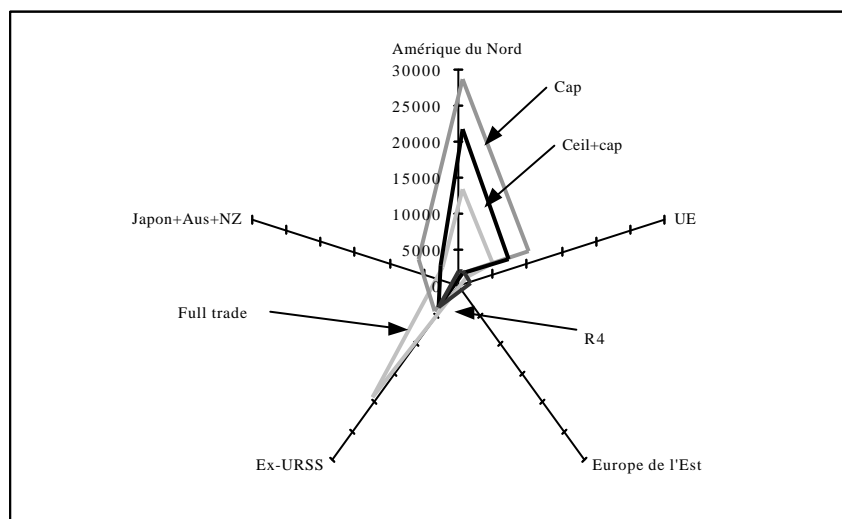 Amérique du Nord
30000
25000
20000
15000
10000
5000
0
Cap
Ceil+cap
UE
Japon+Aus+NZ
Full trade
R4
Ex-URSS
Europe de l'Est